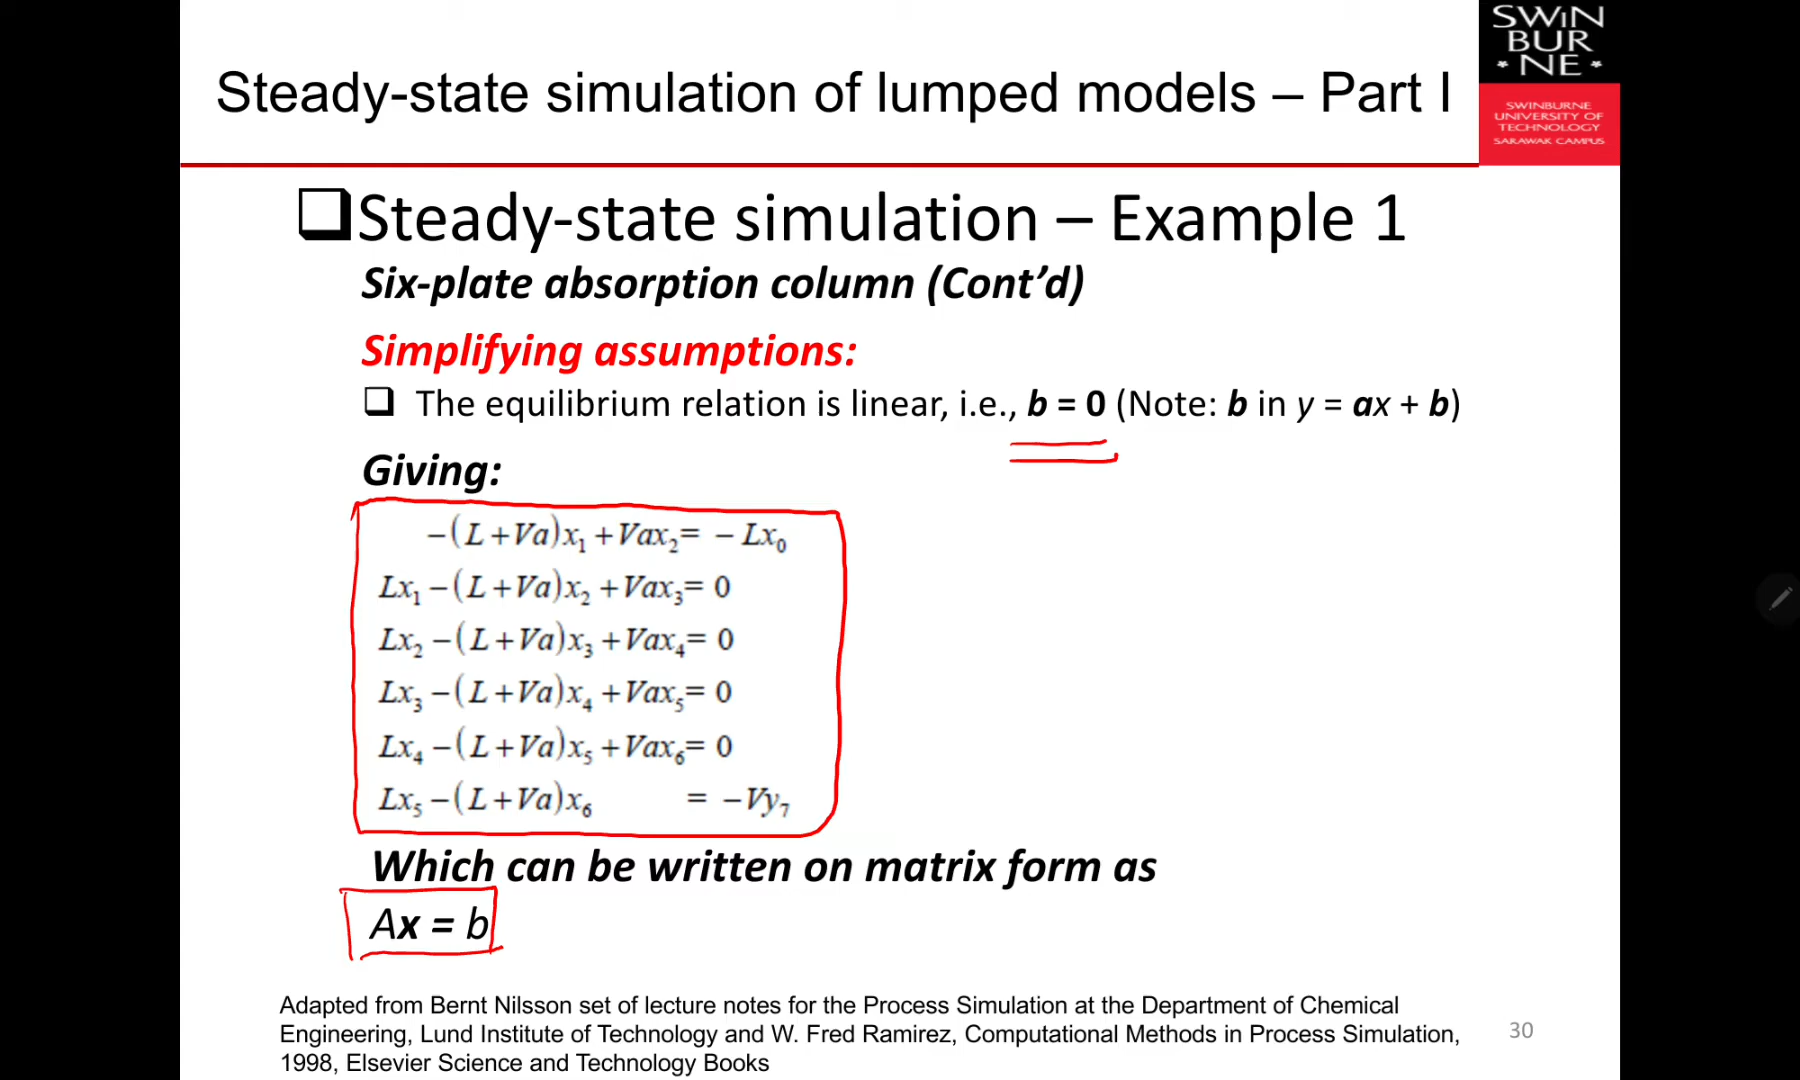 Steady-state simulation of lumped models – Part I
SWiN
BUR
* NE *
SWINBURNE
UNIVERSITY OF
TECHNOLOGY
SARAWAK CAMPUS
❑Steady-state simulation – Example 1
Six-plate absorption column (Cont’d)
Simplifying assumptions:
❑ The equilibrium relation is linear, i.e., b = 0 (Note: b in y = ax + b)
Giving:
−(L+Va)x₁ +Vax₂= − Lx₀
Lx₁ −(L+Va)x₂ +Vax₃= 0
Lx₂ −(L+Va)x₃ +Vax₄= 0
Lx₃ −(L+Va)x₄ +Vax₅= 0
Lx₄ −(L+Va)x₅ +Vax₆= 0
Lx₅ −(L+Va)x₆ = −Vy₇
Which can be written on matrix form as
Ax = b
Adapted from Bernt Nilsson set of lecture notes for the Process Simulation at the Department of Chemical
Engineering, Lund Institute of Technology and W. Fred Ramirez, Computational Methods in Process Simulation,
1998, Elsevier Science and Technology Books
30